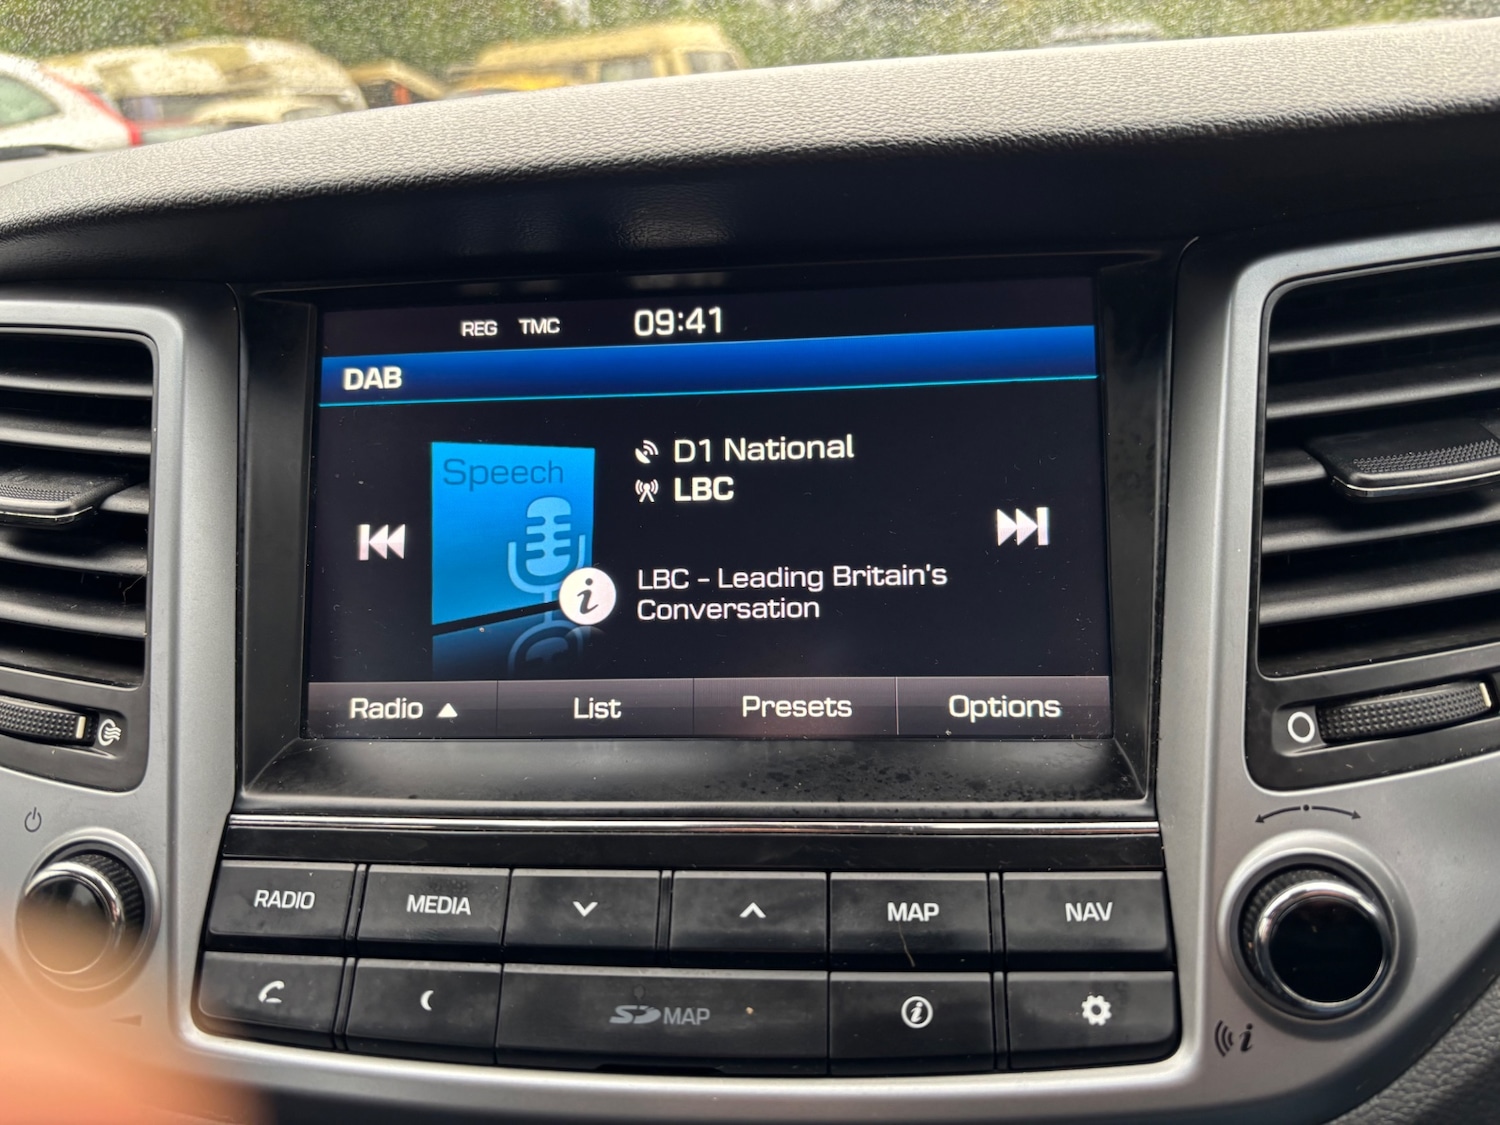 REG TMC 09:41
DAB
Speech
D1 National
LBC
i
LBC - Leading Britain's
Conversation
Radio ▲ List Presets Options
RADIO MEDIA MAP NAV
SD MAP i
i